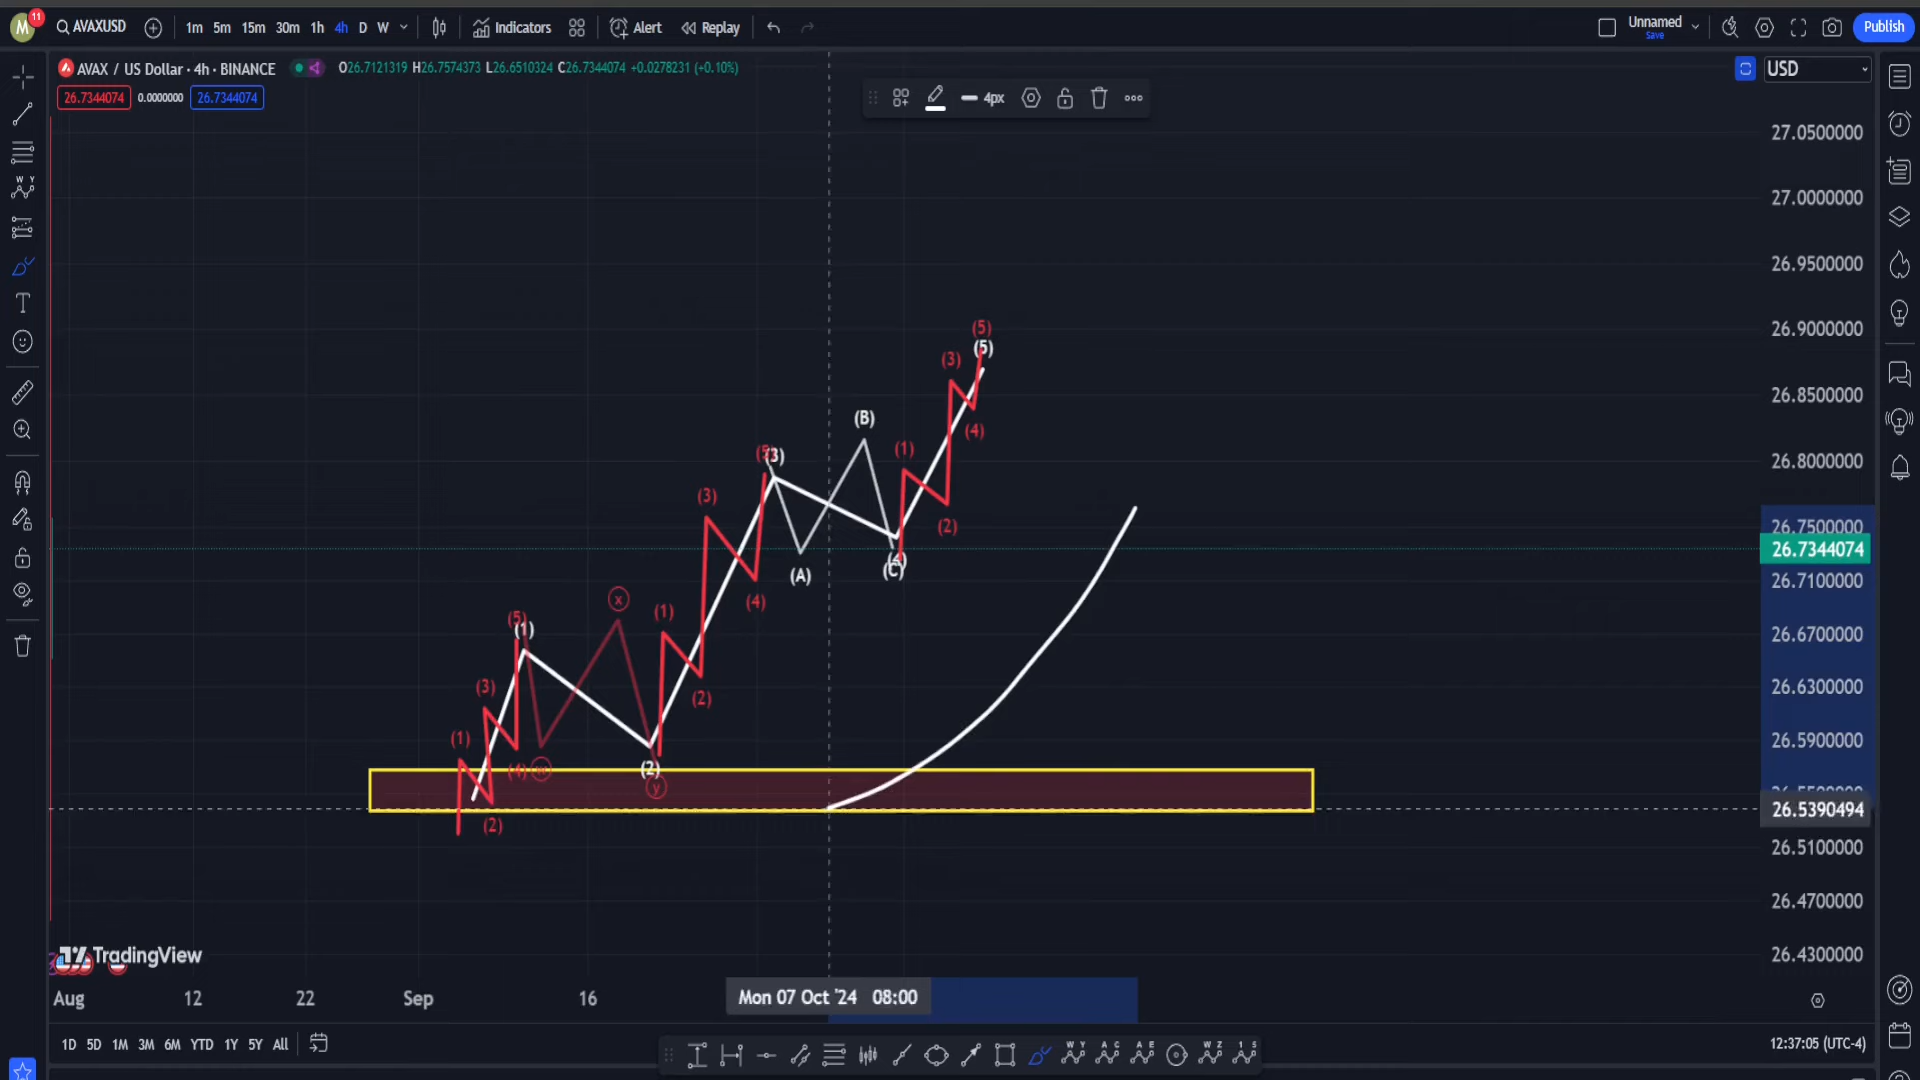 M 11 AVAXUSD 1m 5m 15m 30m 1h 4h D W Indicators Alert Replay Unnamed Save Publish
AVAX / US Dollar · 4h · BINANCE O26.7121319 H26.7574373 L26.6510324 C26.7344074 +0.0278231 (+0.10%) USD
26.7344074 0.0000000 26.7344074
4px
27.0500000
27.0000000
26.9500000
(5) 26.9000000
(5)
(3)
26.8500000
(B)
(4)
(1)
(5) (3) 26.8000000
(3)
(2) 26.7500000
26.7344074
(4)
(C)
(A) 26.7100000
(x) (4)
(1)
(5)
(1) 26.6700000
(3) 26.6300000
(2)
(1) 26.5900000
(4) (2)
(y)
26.5390494
(2)
26.5100000
26.4700000
TradingView 26.4300000
Aug 12 22 Sep 16 Mon 07 Oct '24 08:00
1D 5D 1M 3M 6M YTD 1Y 5Y All 12:37:05 (UTC-4)